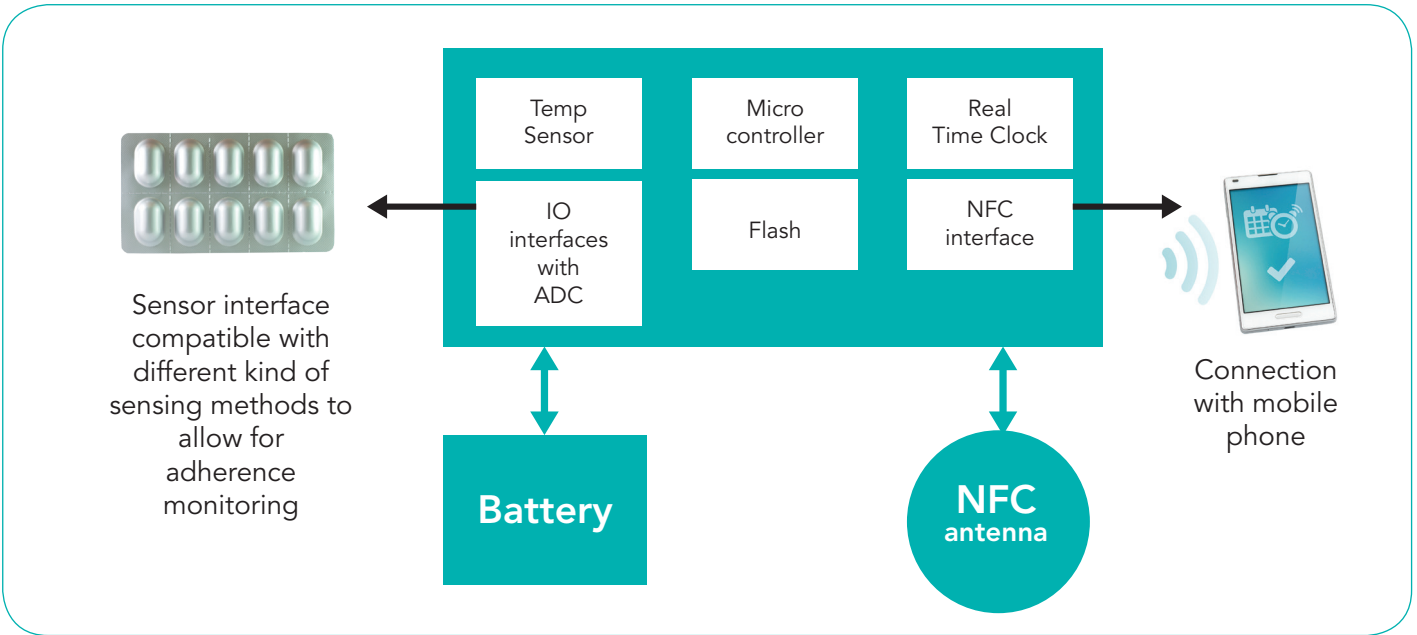 Temp
Sensor
Micro
controller
Real
Time Clock
IO
interfaces
with
ADC
Flash
NFC
interface
Sensor interface
compatible with
different kind of
sensing methods to
allow for
adherence
monitoring
Connection
with mobile
phone
Battery
NFC
antenna